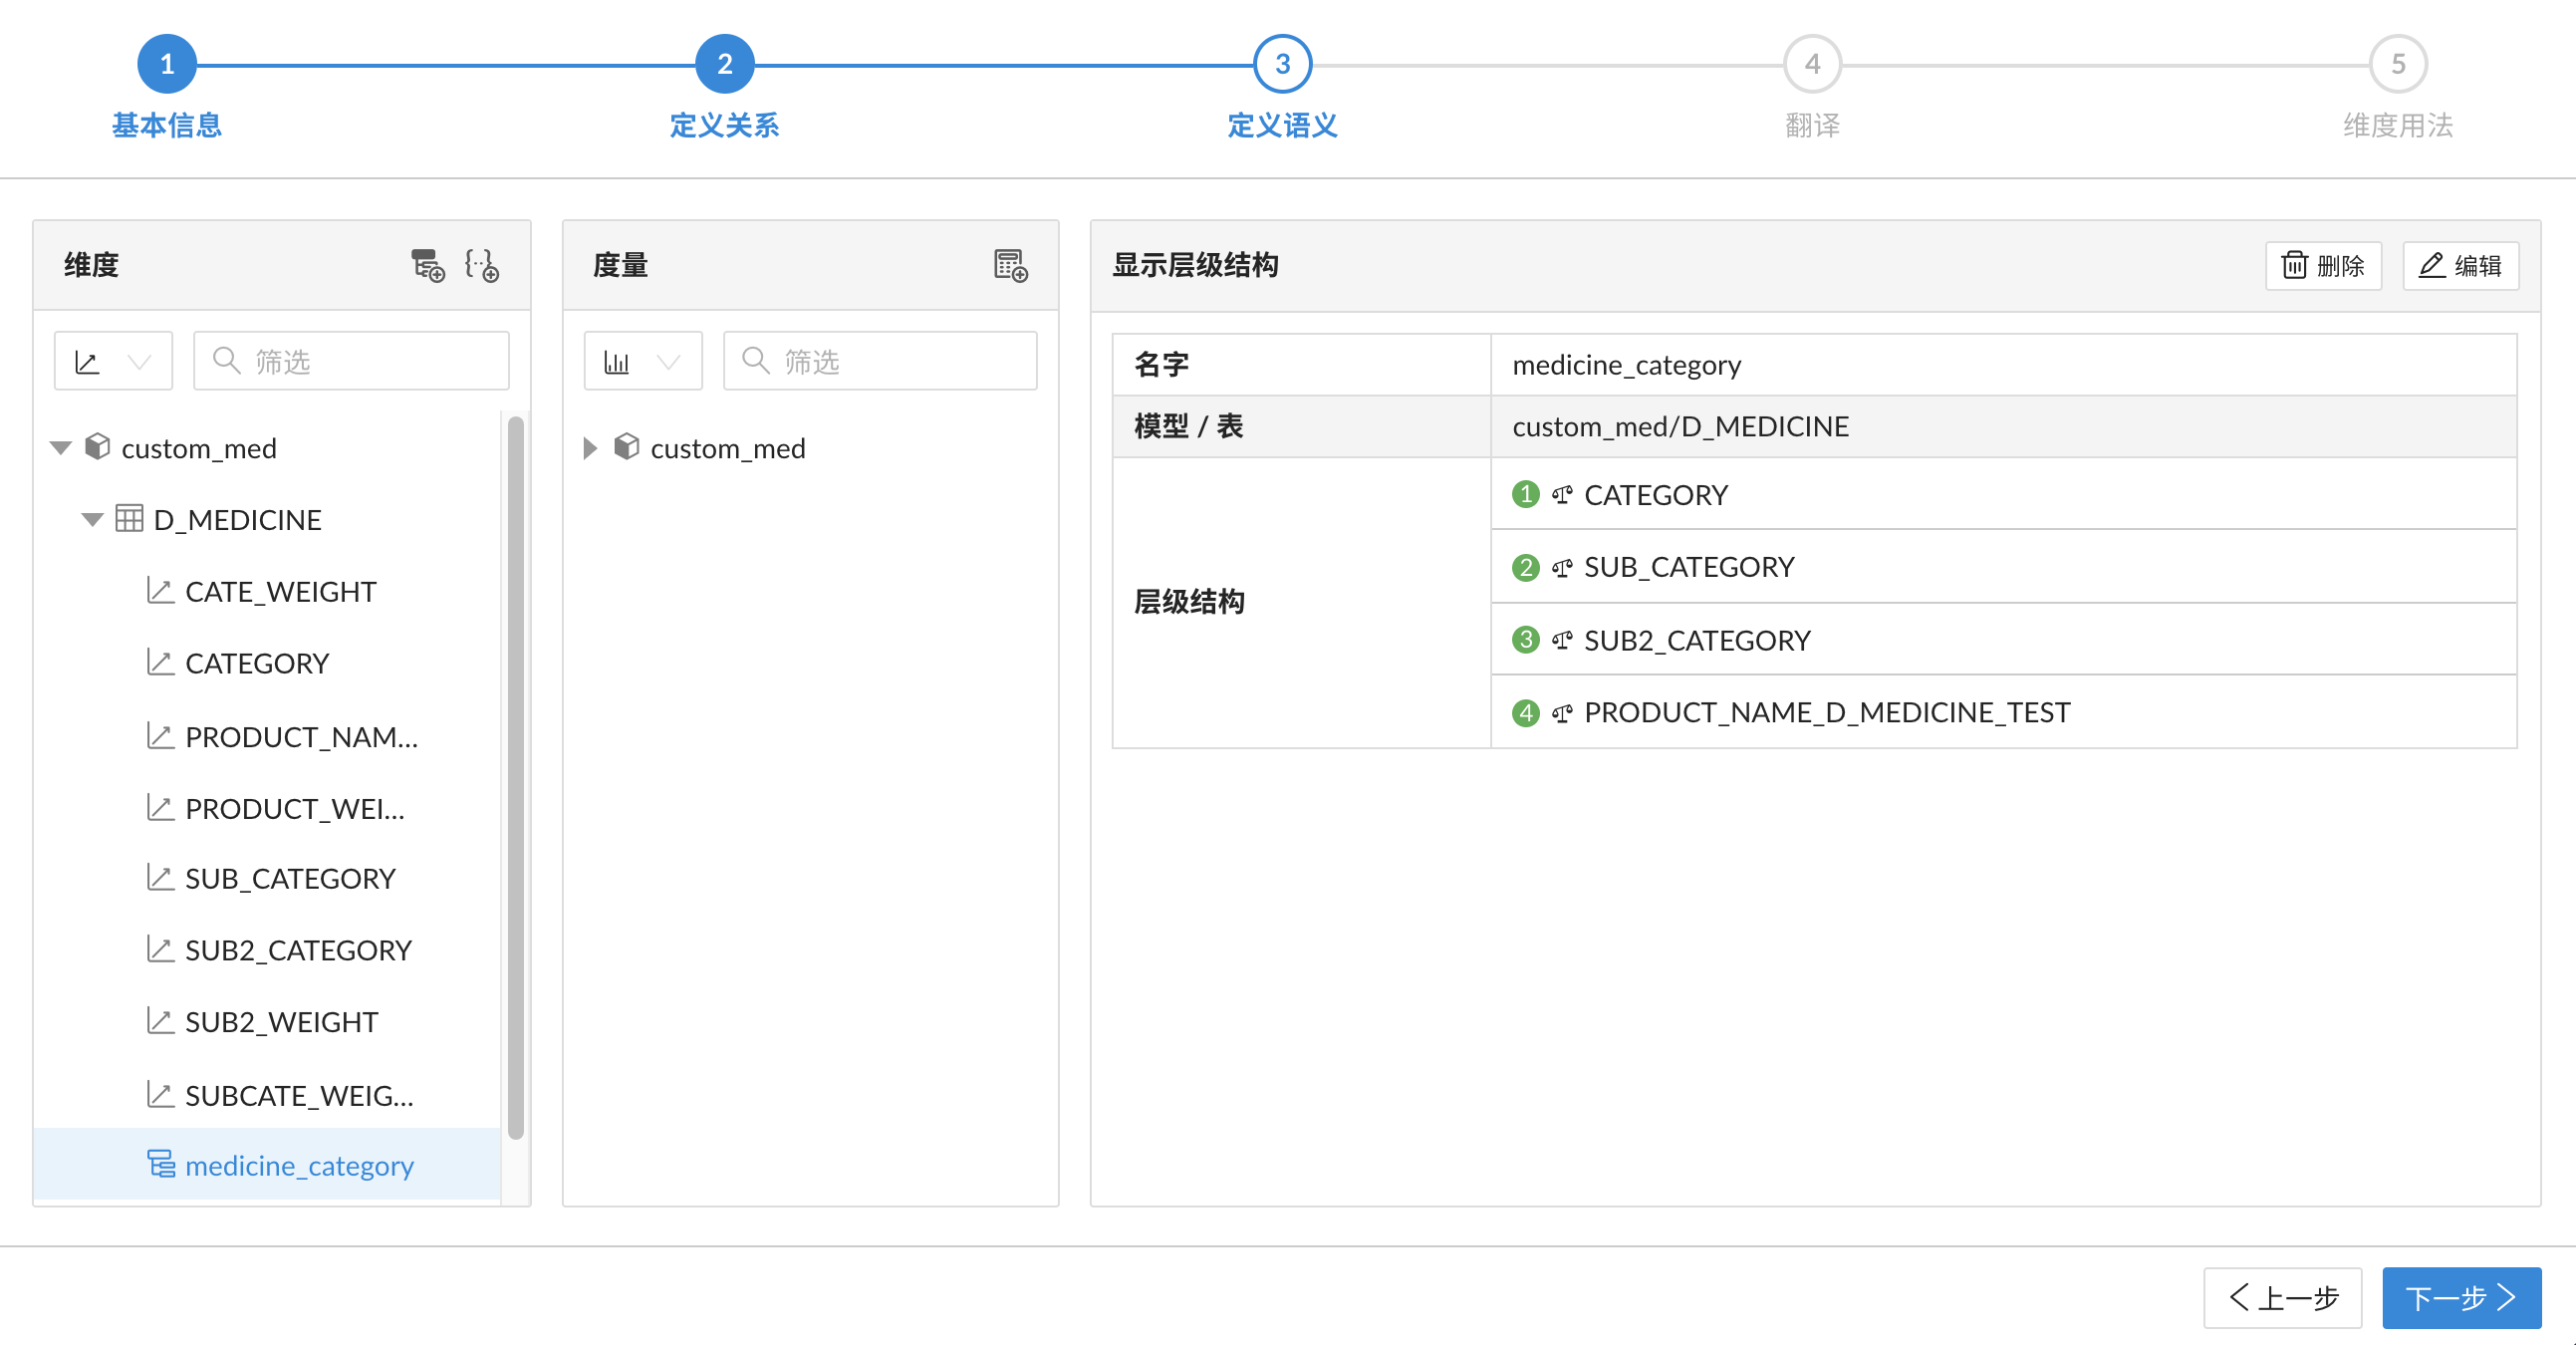 1
2
3
4
5
基本信息
定义关系
定义语义
翻译
维度用法
维度
筛选
custom_med
D_MEDICINE
CATE_WEIGHT
CATEGORY
PRODUCT_NAM...
PRODUCT_WEI...
SUB_CATEGORY
SUB2_CATEGORY
SUB2_WEIGHT
SUBCATE_WEIG...
medicine_category
度量
筛选
custom_med
显示层级结构
删除
编辑
名字
medicine_category
模型 / 表
custom_med/D_MEDICINE
层级结构
1 CATEGORY
2 SUB_CATEGORY
3 SUB2_CATEGORY
4 PRODUCT_NAME_D_MEDICINE_TEST
上一步
下一步